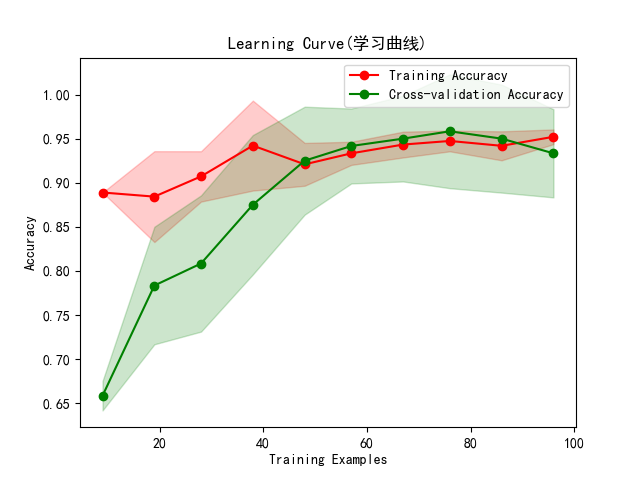 Learning Curve(学习曲线)
Training Accuracy
Cross-validation Accuracy
1.00
0.95
0.90
0.85
0.80
0.75
0.70
0.65
Accuracy
20
40
60
80
100
Training Examples